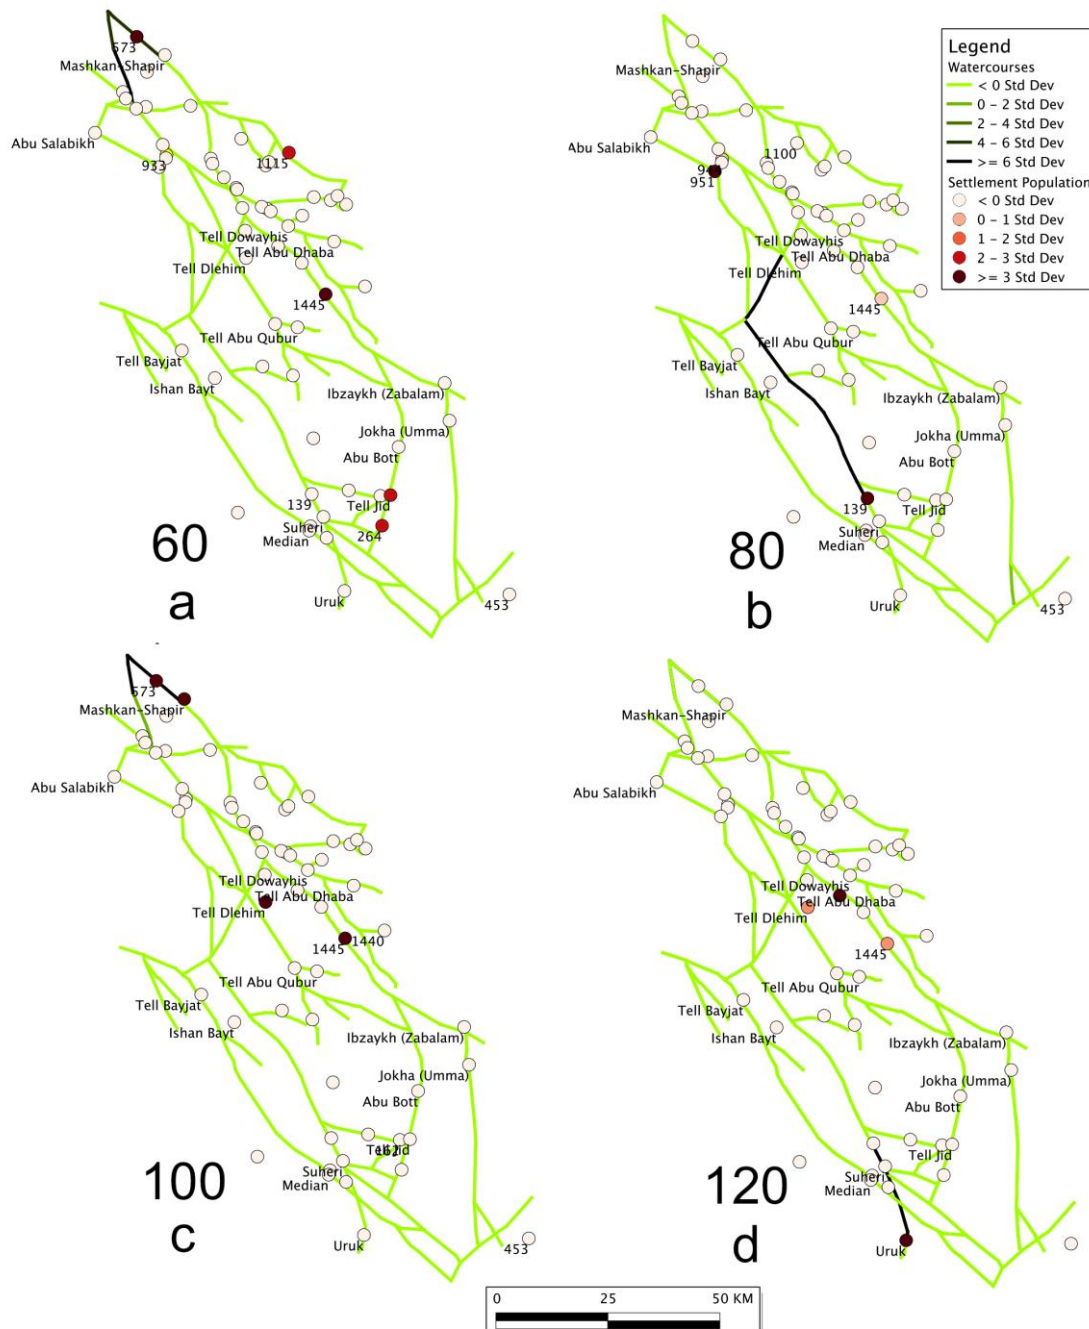 573
Mashkan-Shapir
Abu Salabikh
933
1115
Tell Dowayhis
Tell Abu Dhaba
Tell Dlehim
1445
Tell Abu Qubur
Tell Bayjat
Ishan Bayt
Ibzaykh (Zabalam)
Jokha (Umma)
Abu Bott
139
Tell Jid
Suheri
264
Median
Uruk
453
60
a
Mashkan-Shapir
Abu Salabikh
1100
951
Tell Dowayhis
Tell Abu Dhaba
Tell Dlehim
1445
Tell Abu Qubur
Tell Bayjat
Ishan Bayt
Ibzaykh (Zabalam)
Jokha (Umma)
Abu Bott
139
Tell Jid
Suheri
Median
Uruk
453
80
b
Legend
Watercourses
< 0 Std Dev
0 - 2 Std Dev
2 - 4 Std Dev
4 - 6 Std Dev
>= 6 Std Dev
Settlement Population
< 0 Std Dev
0 - 1 Std Dev
1 - 2 Std Dev
2 - 3 Std Dev
>= 3 Std Dev
573
Mashkan-Shapir
Abu Salabikh
Tell Dowayhis
Tell Abu Dhaba
Tell Dlehim
1445
1440
Tell Abu Qubur
Tell Bayjat
Ishan Bayt
Ibzaykh (Zabalam)
Jokha (Umma)
Abu Bott
Tell Jid
162
Suheri
Median
Uruk
453
100
c
Mashkan-Shapir
Abu Salabikh
Tell Dowayhis
Tell Abu Dhaba
Tell Dlehim
1445
Tell Abu Qubur
Tell Bayjat
Ishan Bayt
Ibzaykh (Zabalam)
Jokha (Umma)
Abu Bott
Tell Jid
Suheri
Median
Uruk
120
d
0 25 50 KM